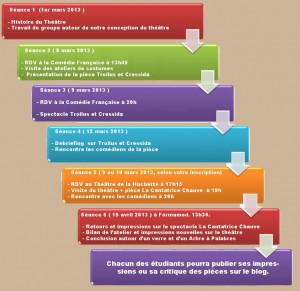 Séance 1 (1er mars 2013 )
- Histoire du Théâtre
- Travail de groupe autour de notre conception du théâtre
Séance 2 ( 8 mars 2013 )
- RDV à la Comédie Française à 13h45
- Visite des ateliers de costumes
- Présentation de la pièce Troilus et Cressida
Séance 3 ( 9 mars 2013 )
- RDV à la Comédie Française à 20h
- Spectacle Troilus et Cressida
Séance 4 ( 15 mars 2013 )
- Debriefing sur Troilus et Cressida
- Rencontre les comédiens de la pièce
Séance 5 ( 9 ou 10 mars 2013, selon votre inscription)
- RDV au Théâtre de la Huchette à 17h15
- Visite du théâtre + pièce La Cantatrice Chauve à 19h
- Rencontre avec les comédiens à 20h
Séance 6 ( 19 avril 2013 ) à Formamod, 13h30.
- Retours et impressions sur le spectacle La Cantatrice Chauve
- Bilan de l'atelier et impressions nouvelles sur le théâtre
- Conclusion autour d'un verre et d'un Arbre à Palabres
Chacun des étudiants pourra publier ses impres-
sions ou sa critique des pièces sur le blog.